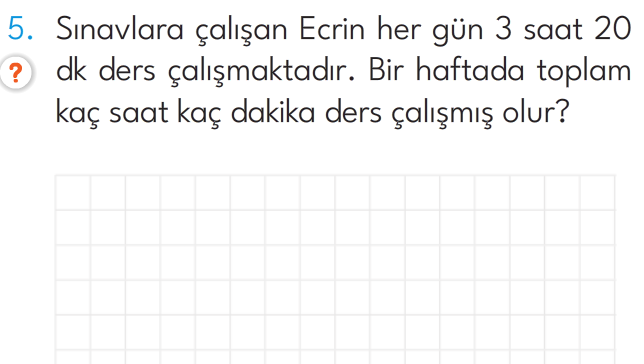 5. Sınavlara çalışan Ecrin her gün 3 saat 20
? dk ders çalışmaktadır. Bir haftada toplam
kaç saat kaç dakika ders çalışmış olur?